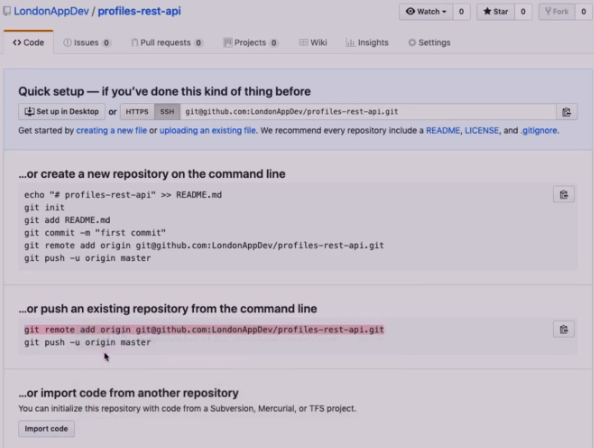 LondonAppDev / profiles-rest-api
Watch 0 Star 0 Fork 0
Code Issues 0 Pull requests 0 Projects 0 Wiki Insights Settings
Quick setup — if you've done this kind of thing before
Set up in Desktop or HTTPS SSH git@github.com:LondonAppDev/profiles-rest-api.git
Get started by creating a new file or uploading an existing file. We recommend every repository include a README, LICENSE, and .gitignore.
...or create a new repository on the command line
echo "# profiles-rest-api" >> README.md
git init
git add README.md
git commit -m "first commit"
git remote add origin git@github.com:LondonAppDev/profiles-rest-api.git
git push -u origin master
...or push an existing repository from the command line
git remote add origin git@github.com:LondonAppDev/profiles-rest-api.git
git push -u origin master
...or import code from another repository
You can initialize this repository with code from a Subversion, Mercurial, or TFS project.
Import code